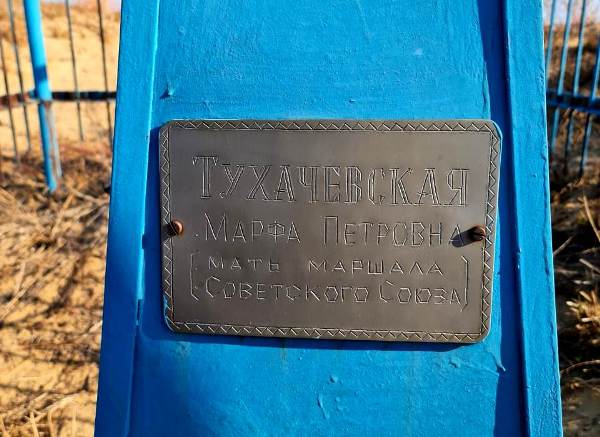 ТУХАЧЕВСКАЯ
МАРФА ПЕТРОВНА
[МАТЬ МАРШАЛА
СОВЕТСКОГО СОЮЗА]